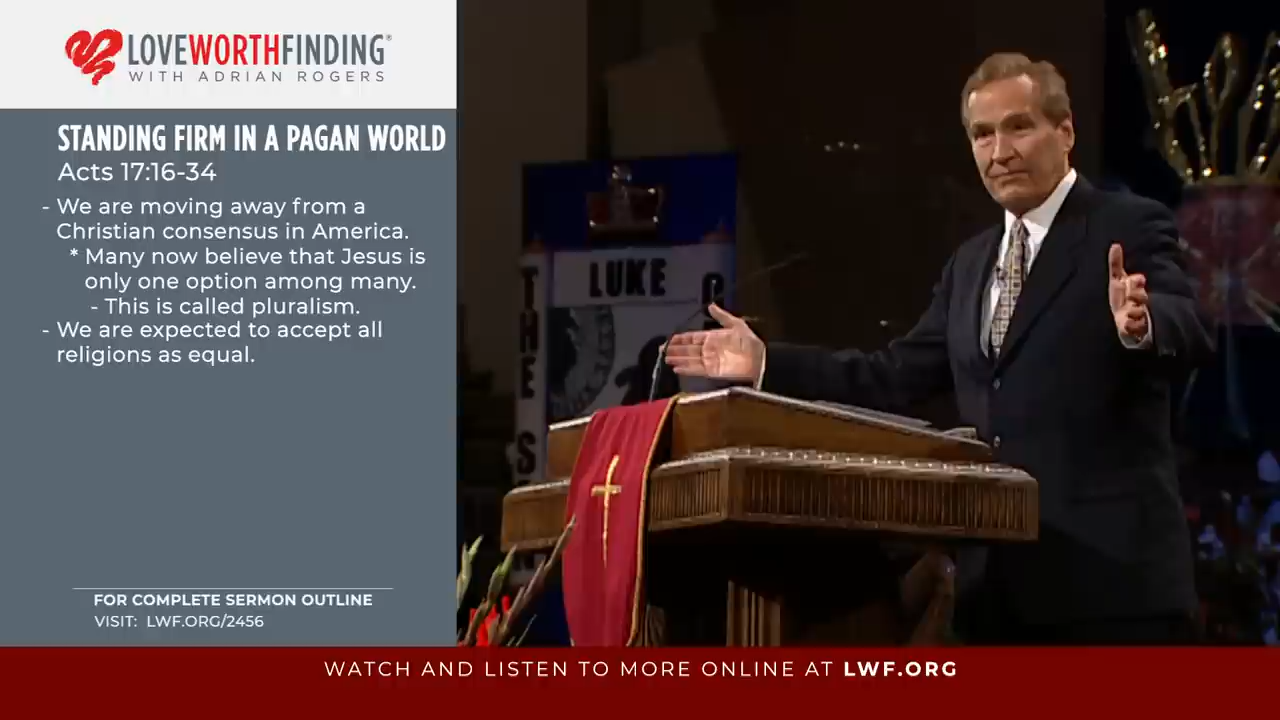 LOVEWORTHFINDING®
WITH ADRIAN ROGERS
STANDING FIRM IN A PAGAN WORLD
Acts 17:16-34
- We are moving away from a
Christian consensus in America.
* Many now believe that Jesus is
only one option among many.
- This is called pluralism.
- We are expected to accept all
religions as equal.
FOR COMPLETE SERMON OUTLINE
VISIT: LWF.ORG/2456
LUKE
THE S
WATCH AND LISTEN TO MORE ONLINE AT LWF.ORG